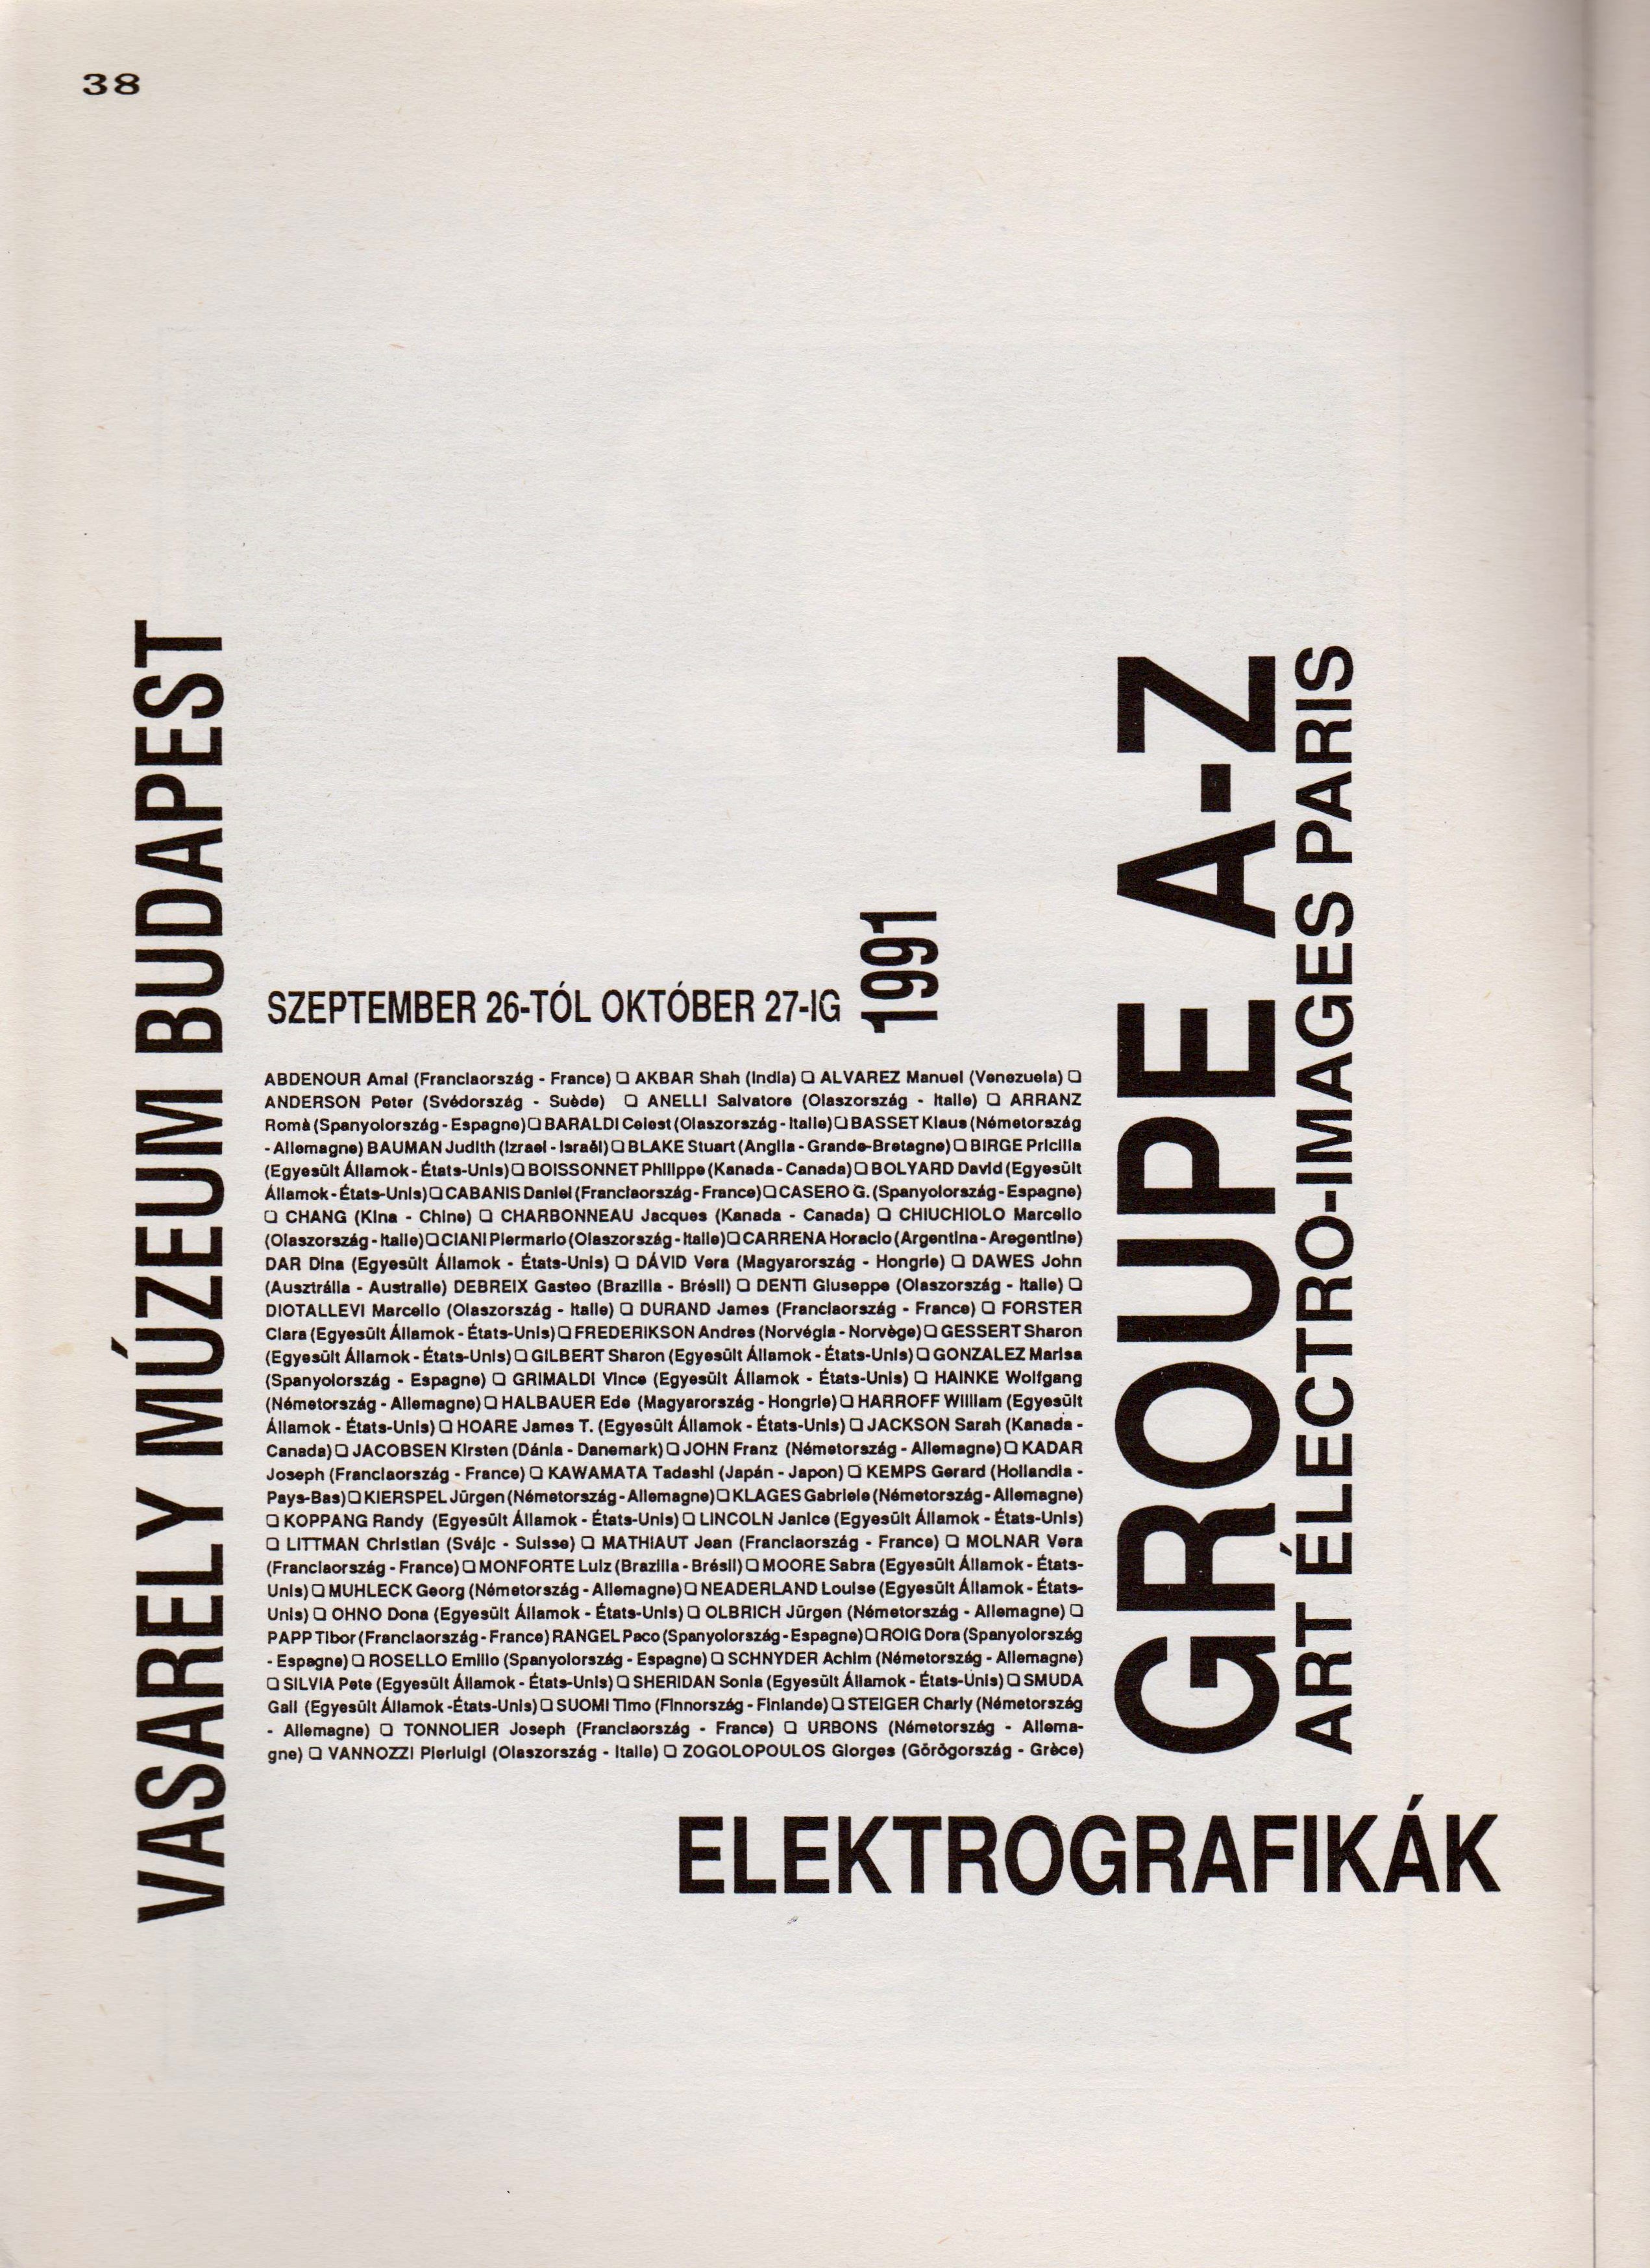 38
VASARELY MÚZEUM BUDAPEST
SZEPTEMBER 26-TÓL OKTÓBER 27-IG
1991
ABDENOUR Amal (Franciaország - France) ❏ AKBAR Shah (India) ❏ ALVAREZ Manuel (Venezuela) ❏
ANDERSON Peter (Svédország - Suède) ❏ ANELLI Salvatore (Olaszország - Italie) ❏ ARRANZ
Romà (Spanyolország - Espagne) ❏ BARALDI Celest (Olaszország - Italie) ❏ BASSET Klaus (Németország
- Allemagne) BAUMAN Judith (Izrael - Israël) ❏ BLAKE Stuart (Anglia - Grande-Bretagne) ❏ BIRGE Pricilla
(Egyesült Államok - États-Unis) ❏ BOISSONNET Philippe (Kanada - Canada) ❏ BOLYARD David (Egyesült
Államok - États-Unis) ❏ CABANIS Daniel (Franciaország - France) ❏ CASERO G. (Spanyolország - Espagne)
❏ CHANG (Kina - Chine) ❏ CHARBONNEAU Jacques (Kanada - Canada) ❏ CHIUCHIOLO Marcello
(Olaszország - Italie) ❏ CIANI Piermario (Olaszország - Italie) ❏ CARRENA Horacio (Argentina - Aregentine)
DAR Dina (Egyesült Államok - États-Unis) ❏ DÁVID Vera (Magyarország - Hongrie) ❏ DAWES John
(Ausztrália - Australie) DEBREIX Gasteo (Brazilia - Brésil) ❏ DENTI Giuseppe (Olaszország - Italie) ❏
DIOTALLEVI Marcello (Olaszország - Italie) ❏ DURAND James (Franciaország - France) ❏ FORSTER
Clara (Egyesült Államok - États-Unis) ❏ FREDERIKSON Andres (Norvégia - Norvège) ❏ GESSERT Sharon
(Egyesült Államok - États-Unis) ❏ GILBERT Sharon (Egyesült Államok - États-Unis) ❏ GONZALEZ Marisa
(Spanyolország - Espagne) ❏ GRIMALDI Vince (Egyesült Államok - États-Unis) ❏ HAINKE Wolfgang
(Németország - Allemagne) ❏ HALBAUER Ede (Magyarország - Hongrie) ❏ HARROFF William (Egyesült
Államok - États-Unis) ❏ HOARE James T. (Egyesült Államok - États-Unis) ❏ JACKSON Sarah (Kanada -
Canada) ❏ JACOBSEN Kirsten (Dánia - Danemark) ❏ JOHN Franz (Németország - Allemagne) ❏ KADAR
Joseph (Franciaország - France) ❏ KAWAMATA Tadashi (Japán - Japon) ❏ KEMPS Gerard (Hollandia -
Pays-Bas) ❏ KIERSPEL Jürgen (Németország - Allemagne) ❏ KLAGES Gabriele (Németország - Allemagne)
❏ KOPPANG Randy (Egyesült Államok - États-Unis) ❏ LINCOLN Janice (Egyesült Államok - États-Unis)
❏ LITTMAN Christian (Svájc - Suisse) ❏ MATHIAUT Jean (Franciaország - France) ❏ MOLNAR Vera
(Franciaország - France) ❏ MONFORTE Luiz (Brazilia - Brésil) ❏ MOORE Sabra (Egyesült Államok - États-
Unis) ❏ MUHLECK Georg (Németország - Allemagne) ❏ NEADERLAND Louise (Egyesült Államok - États-
Unis) ❏ OHNO Dona (Egyesült Államok - États-Unis) ❏ OLBRICH Jürgen (Németország - Allemagne) ❏
PAPP Tibor (Franciaország - France) RANGEL Paco (Spanyolország - Espagne) ❏ ROIG Dora (Spanyolország
- Espagne) ❏ ROSELLO Emilio (Spanyolország - Espagne) ❏ SCHNYDER Achim (Németország - Allemagne)
❏ SILVIA Pete (Egyesült Államok - États-Unis) ❏ SHERIDAN Sonia (Egyesült Államok - États-Unis) ❏ SMUDA
Gail (Egyesült Államok -États-Unis) ❏ SUOMI Timo (Finnország - Finlande) ❏ STEIGER Charly (Németország
- Allemagne) ❏ TONNOLIER Joseph (Franciaország - France) ❏ URBONS (Németország - Allema-
gne) ❏ VANNOZZI Pierluigi (Olaszország - Italie) ❏ ZOGOLOPOULOS Giorges (Görögország - Grèce)
GROUPE A-Z
ART ÉLECTRO-IMAGES PARIS
ELEKTROGRAFIKÁK